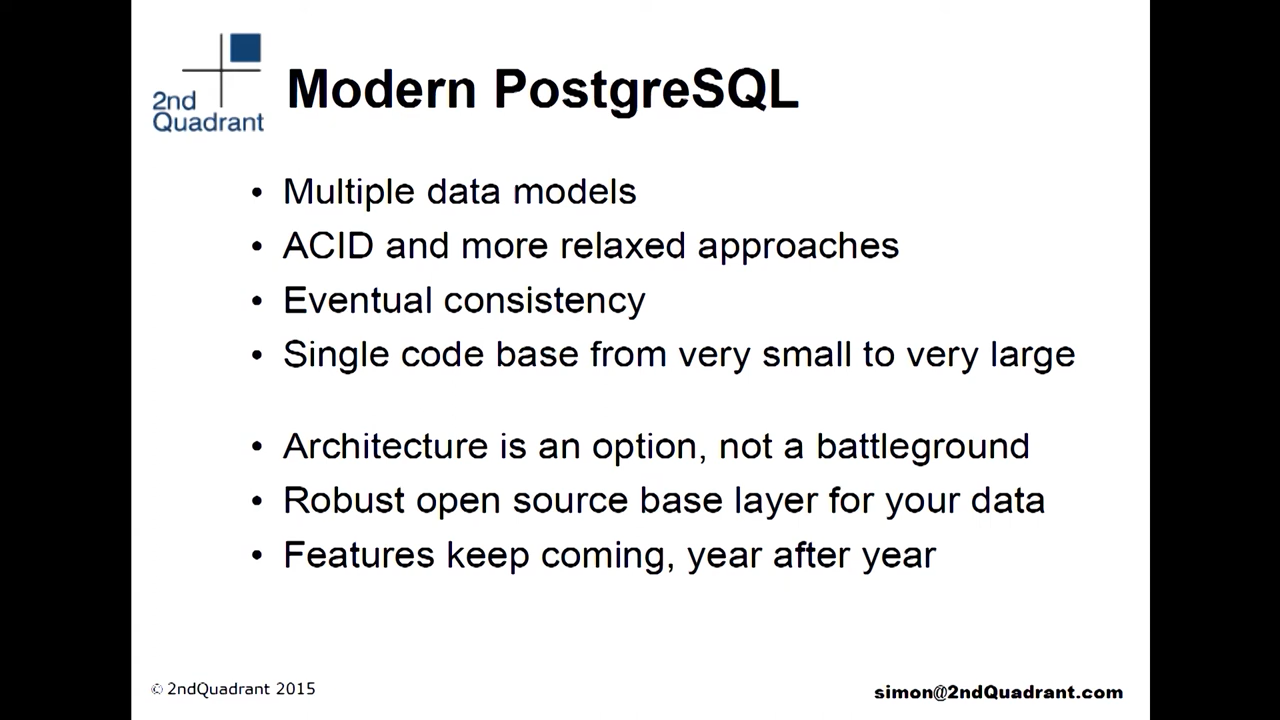 2nd
Quadrant
Modern PostgreSQL
• Multiple data models
• ACID and more relaxed approaches
• Eventual consistency
• Single code base from very small to very large
• Architecture is an option, not a battleground
• Robust open source base layer for your data
• Features keep coming, year after year
© 2ndQuadrant 2015
simon@2ndQuadrant.com